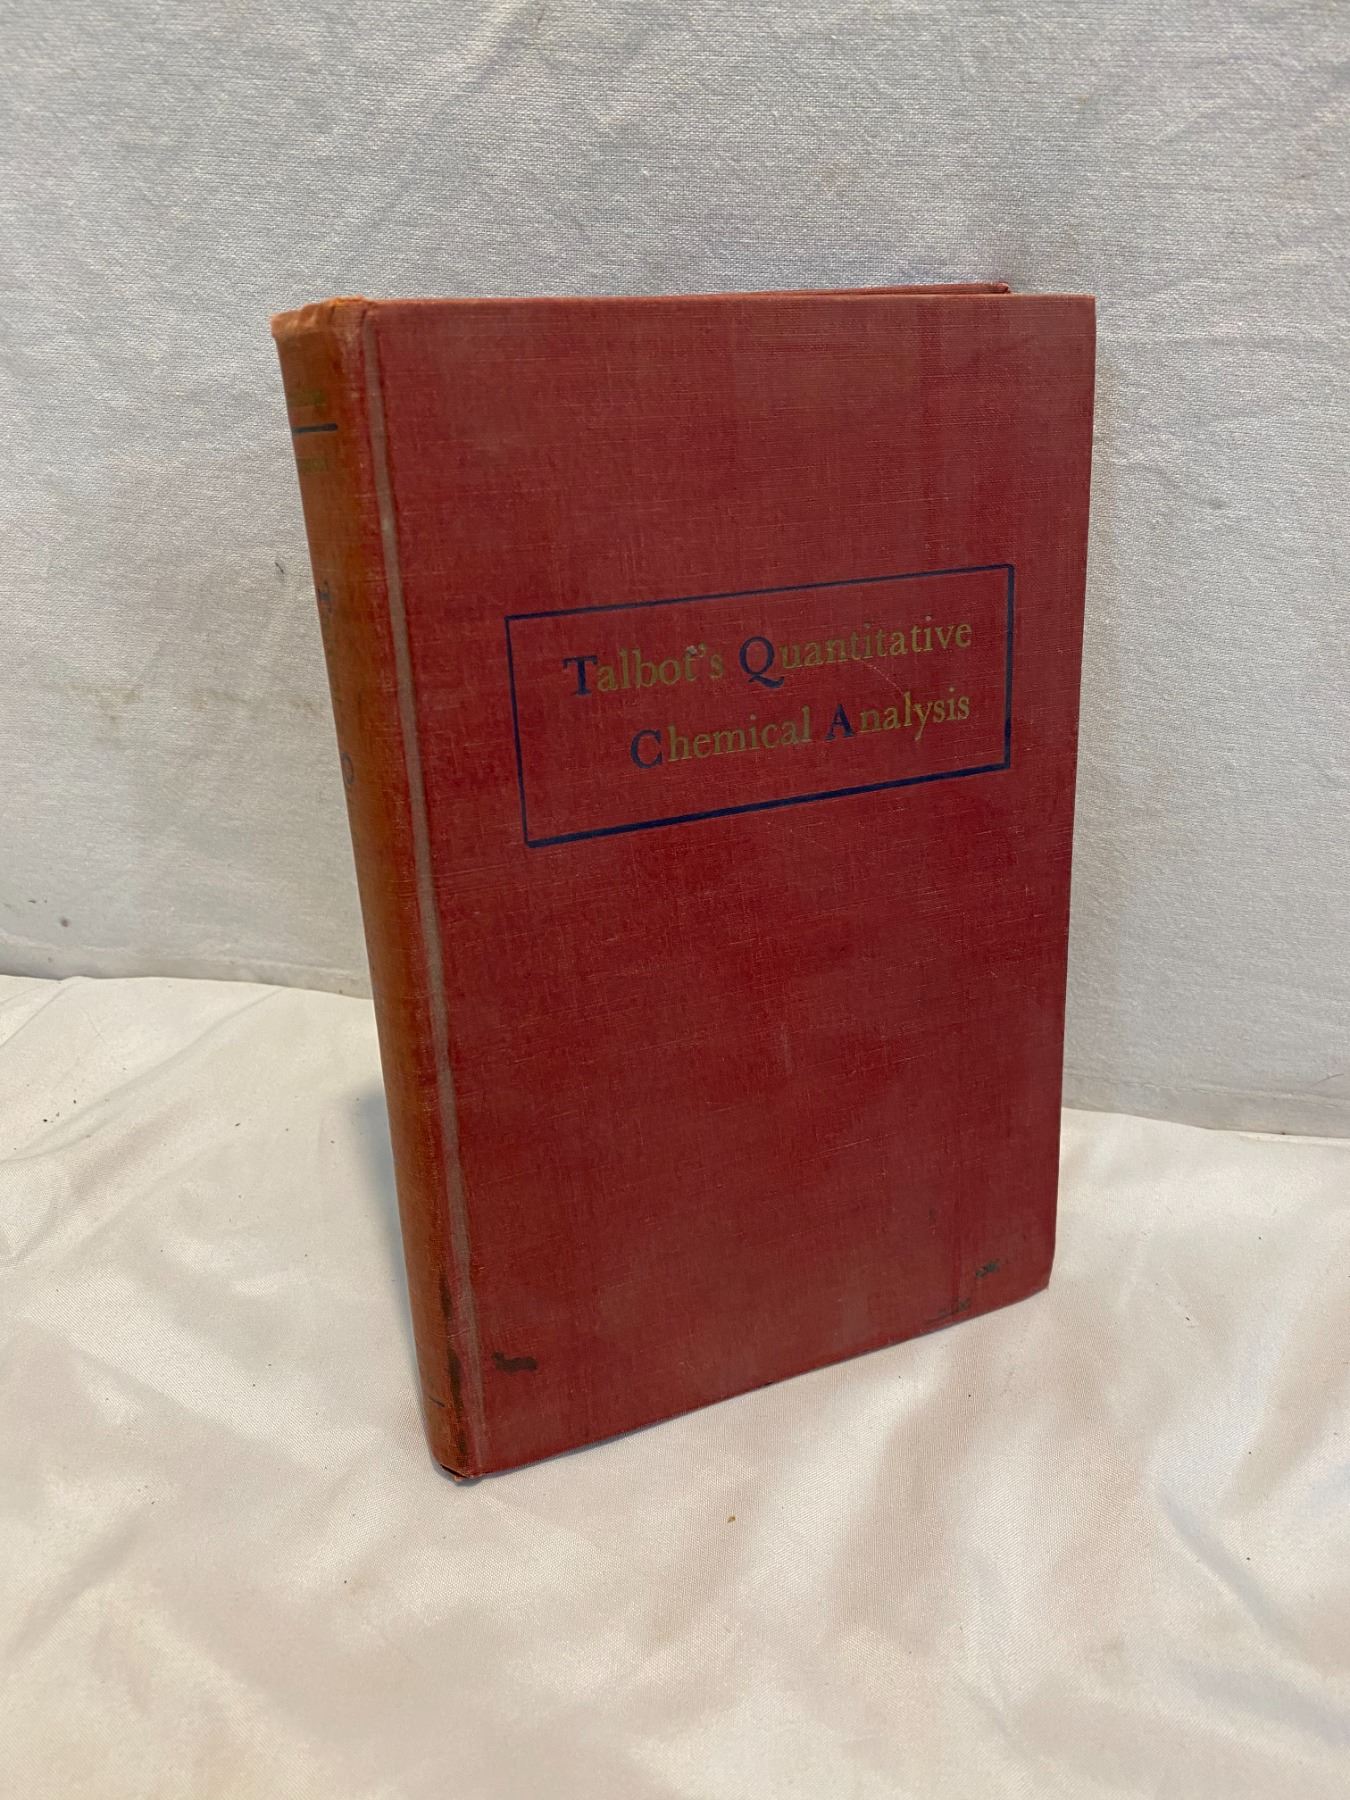 Talbot's Quantitative
Chemical Analysis